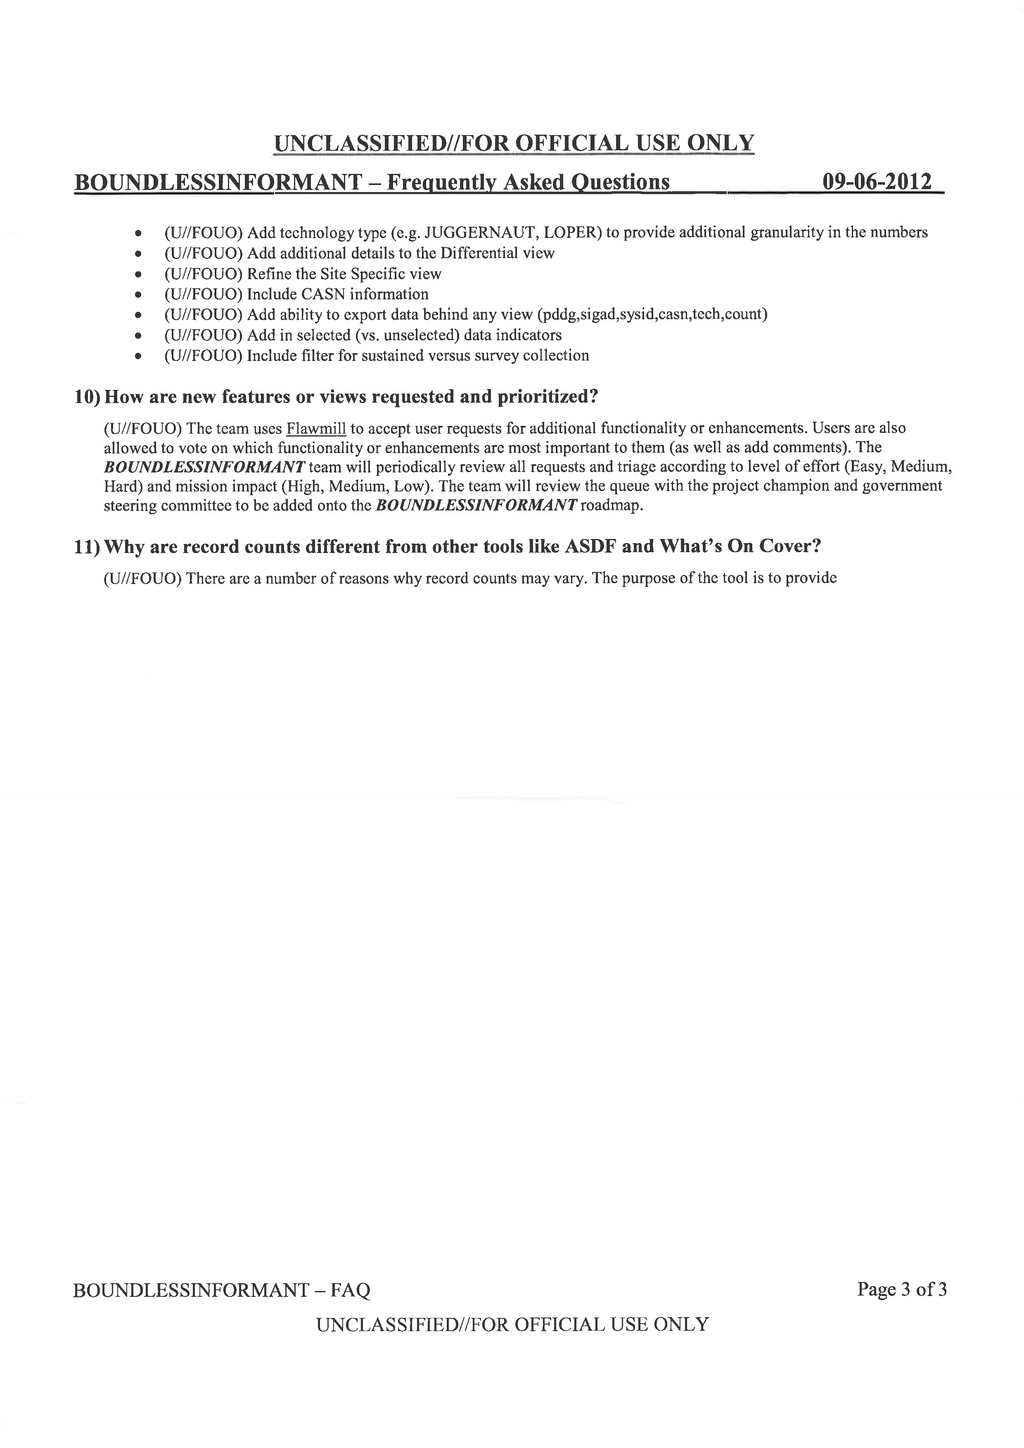 UNCLASSIFIED//FOR OFFICIAL USE ONLY
BOUNDLESSINFORMANT – Frequently Asked Questions 09-06-2012
• (U//FOUO) Add technology type (e.g. JUGGERNAUT, LOPER) to provide additional granularity in the numbers
• (U//FOUO) Add additional details to the Differential view
• (U//FOUO) Refine the Site Specific view
• (U//FOUO) Include CASN information
• (U//FOUO) Add ability to export data behind any view (pddg,sigad,sysid,casn,tech,count)
• (U//FOUO) Add in selected (vs. unselected) data indicators
• (U//FOUO) Include filter for sustained versus survey collection
10) How are new features or views requested and prioritized?
(U//FOUO) The team uses Flawmill to accept user requests for additional functionality or enhancements. Users are also
allowed to vote on which functionality or enhancements are most important to them (as well as add comments). The
BOUNDLESSINFORMANT team will periodically review all requests and triage according to level of effort (Easy, Medium,
Hard) and mission impact (High, Medium, Low). The team will review the queue with the project champion and government
steering committee to be added onto the BOUNDLESSINFORMANT roadmap.
11) Why are record counts different from other tools like ASDF and What's On Cover?
(U//FOUO) There are a number of reasons why record counts may vary. The purpose of the tool is to provide
BOUNDLESSINFORMANT – FAQ Page 3 of 3
UNCLASSIFIED//FOR OFFICIAL USE ONLY